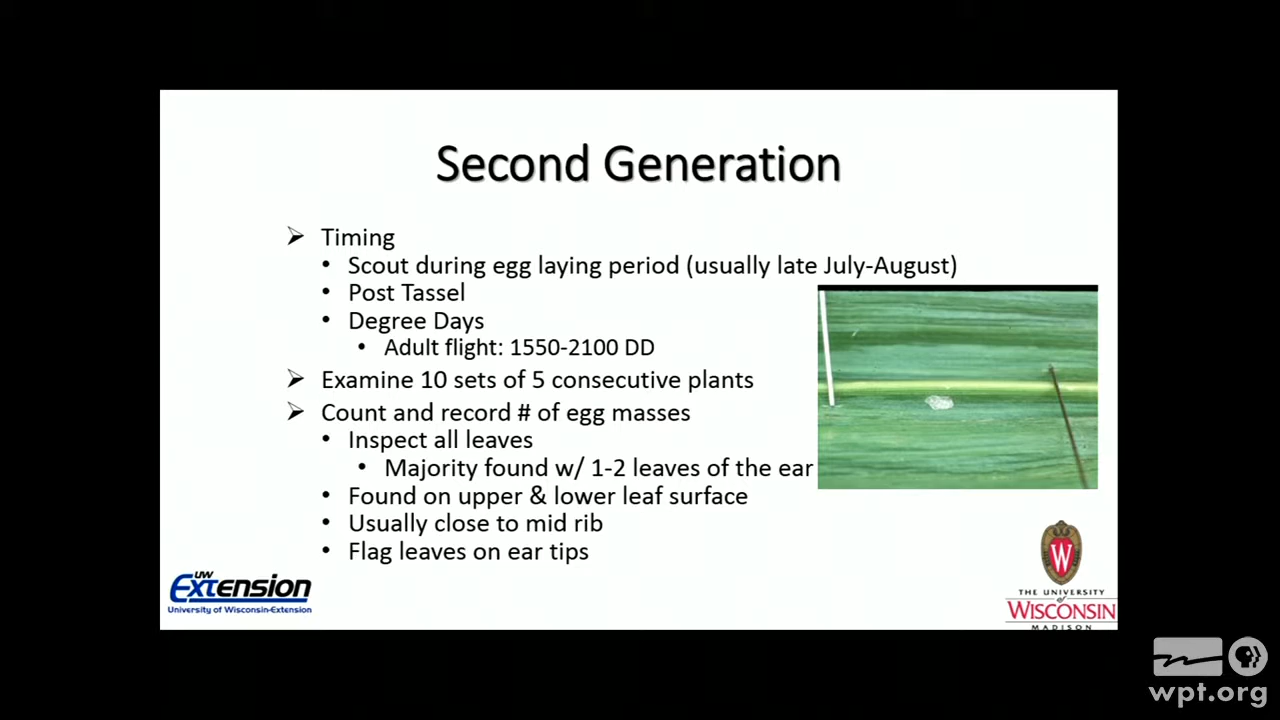 Second Generation
Timing
Scout during egg laying period (usually late July-August)
Post Tassel
Degree Days
Adult flight: 1550-2100 DD
Examine 10 sets of 5 consecutive plants
Count and record # of egg masses
Inspect all leaves
Majority found w/ 1-2 leaves of the ear
Found on upper & lower leaf surface
Usually close to mid rib
Flag leaves on ear tips
UW
Extension
University of Wisconsin-Extension
W
THE UNIVERSITY
of
WISCONSIN
MADISON
PBS
wpt.org